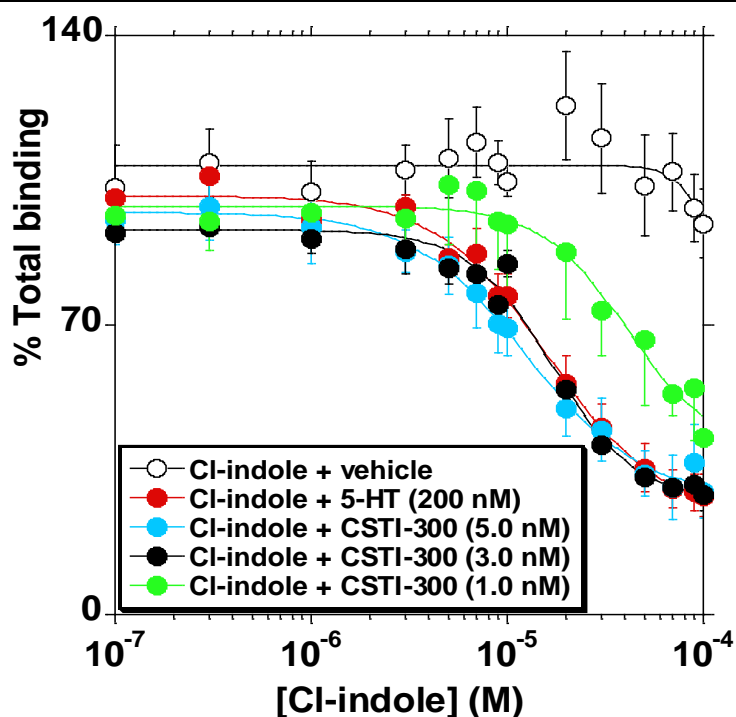 140
70
0
% Total binding
Cl-indole + vehicle
Cl-indole + 5-HT (200 nM)
Cl-indole + CSTI-300 (5.0 nM)
Cl-indole + CSTI-300 (3.0 nM)
Cl-indole + CSTI-300 (1.0 nM)
10⁻⁷ 10⁻⁶ 10⁻⁵ 10⁻⁴
[Cl-indole] (M)